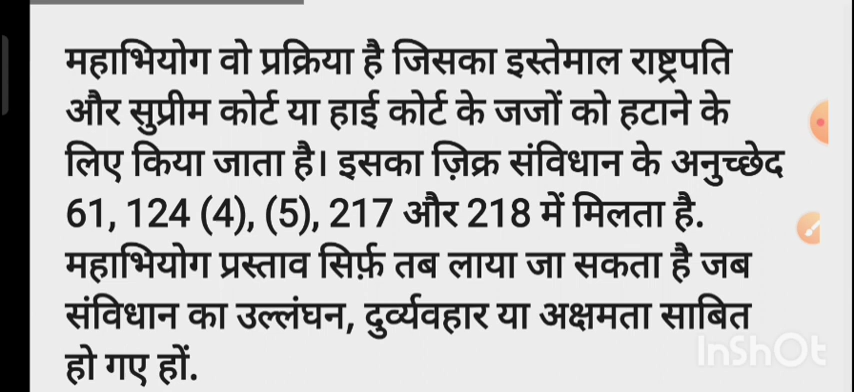 महाभियोग वो प्रक्रिया है जिसका इस्तेमाल राष्ट्रपति
और सुप्रीम कोर्ट या हाई कोर्ट के जजों को हटाने के
लिए किया जाता है। इसका ज़िक्र संविधान के अनुच्छेद
61, 124 (4), (5), 217 और 218 में मिलता है.
महाभियोग प्रस्ताव सिर्फ़ तब लाया जा सकता है जब
संविधान का उल्लंघन, दुर्व्यवहार या अक्षमता साबित
हो गए हों.
InShOt